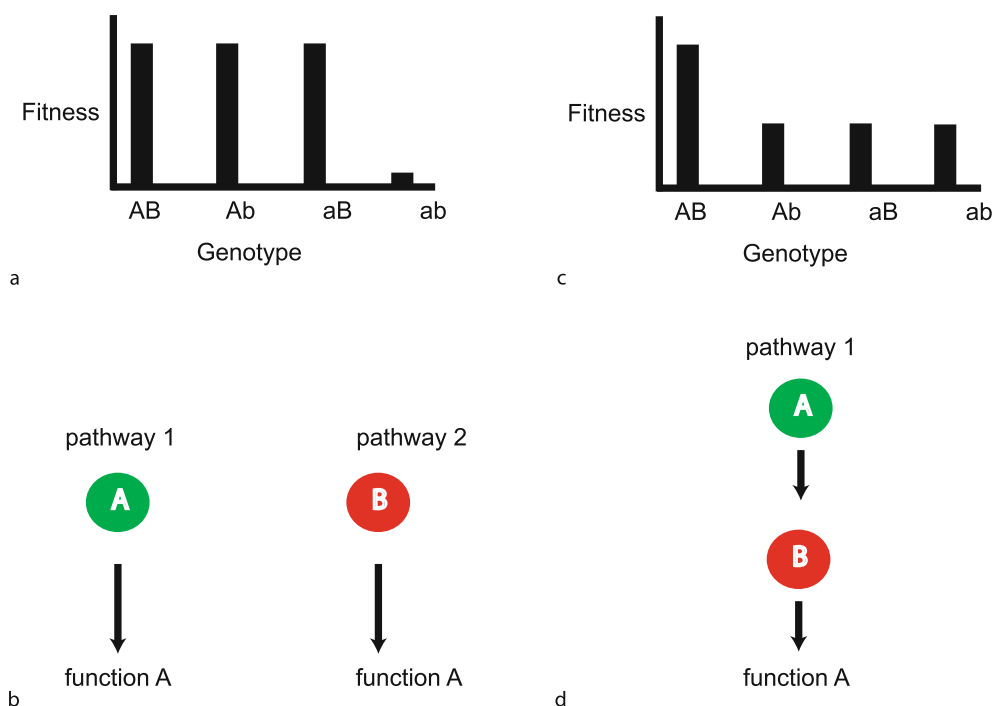 Fitness
AB Ab aB ab
Genotype
a
Fitness
AB Ab aB ab
Genotype
c
pathway 1
A
function A
pathway 2
B
function A
b
pathway 1
A
B
function A
d